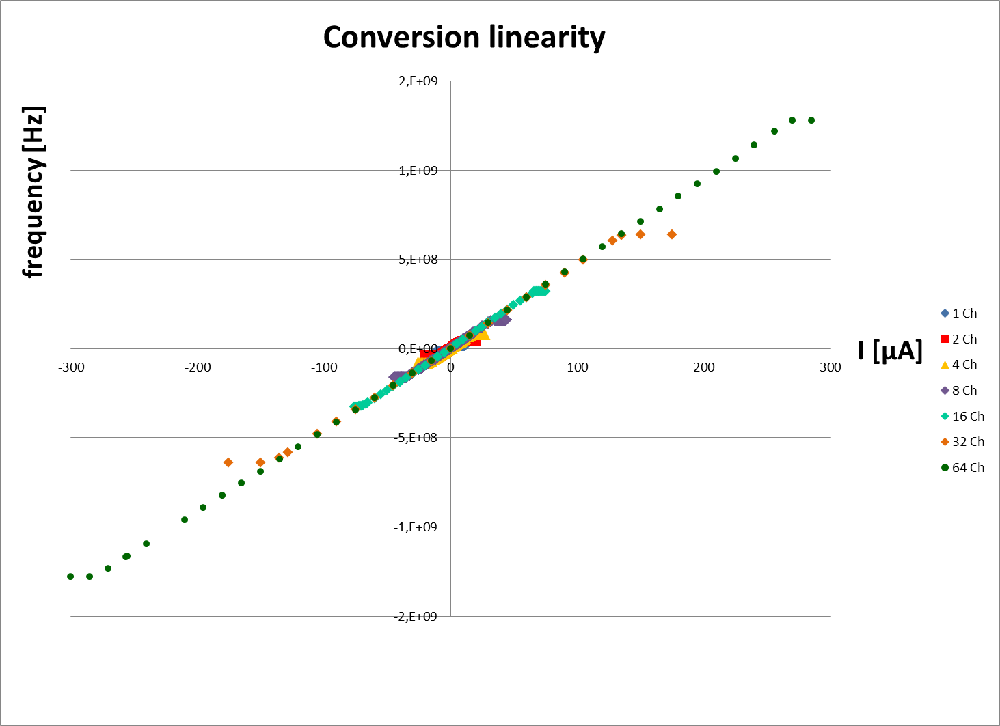 Conversion linearity
frequency [Hz]
2,E+09
1,E+09
5,E+08
0,E+00
-5,E+08
-1,E+09
-2,E+09
-300 -200 -100 0 100 200 300
I [µA]
1 Ch
2 Ch
4 Ch
8 Ch
16 Ch
32 Ch
64 Ch